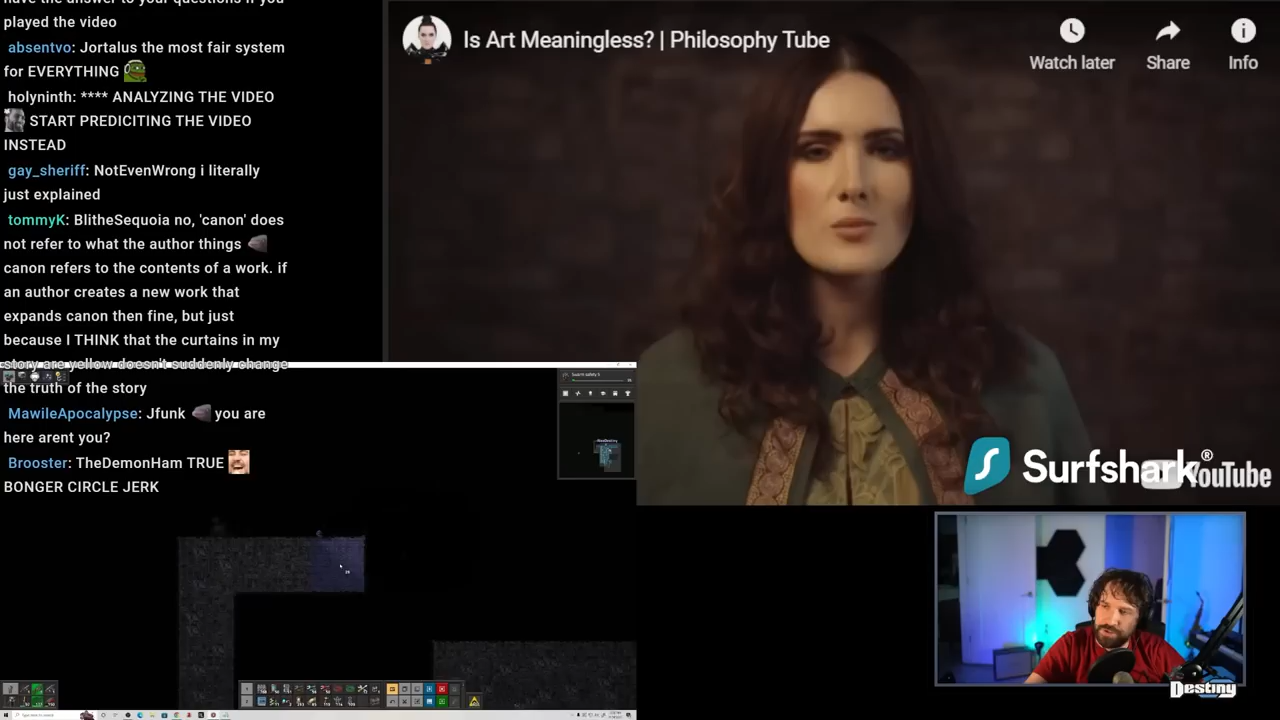 have the answer to your questions if you
played the video
absentvo: Jortalus the most fair system
for EVERYTHING
holyninth: **** ANALYZING THE VIDEO
START PREDICITING THE VIDEO
INSTEAD
gay_sheriff: NotEvenWrong i literally
just explained
tommyK: BlitheSequoia no, 'canon' does
not refer to what the author things
canon refers to the contents of a work. if
an author creates a new work that
expands canon then fine, but just
because I THINK that the curtains in my
story are yellow doesn't suddenly change
the truth of the story
MawileApocalypse: Jfunk you are
here arent you?
Brooster: TheDemonHam TRUE
BONGER CIRCLE JERK
Is Art Meaningless? | Philosophy Tube
Watch later
Share
Info
Surfshark®
YouTube
Destiny